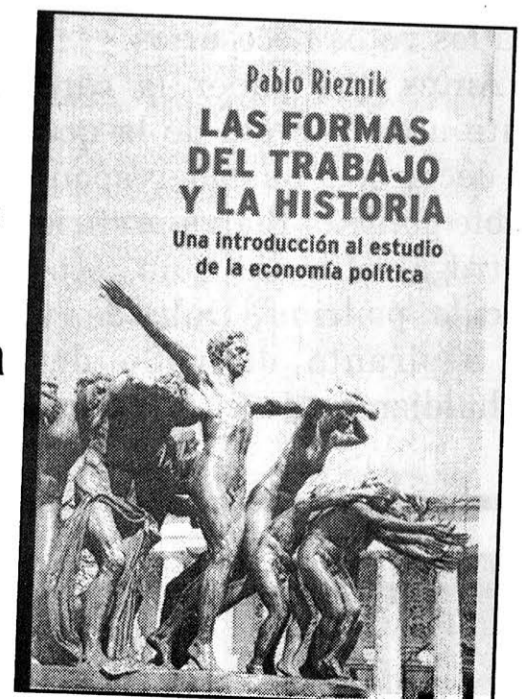 Pablo Rieznik
LAS FORMAS
DEL TRABAJO
Y LA HISTORIA
Una introducción al estudio
de la economía política